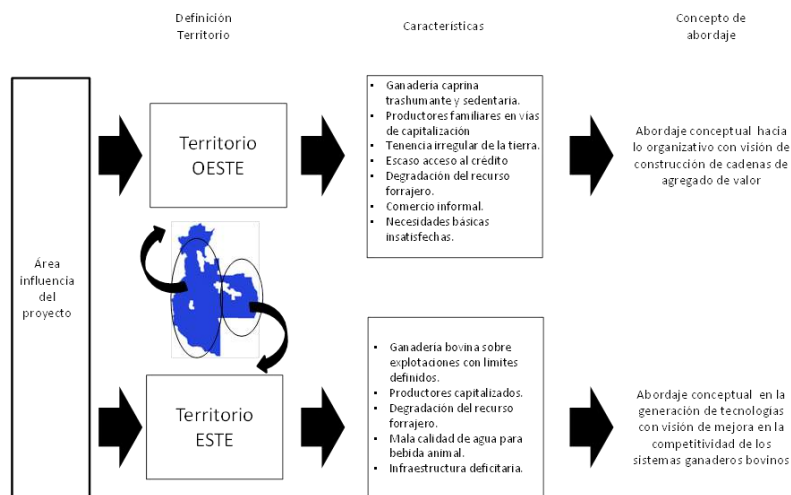 Definición
Territorio
Características
Concepto de
abordaje
Área
influencia
del
proyecto
Territorio
OESTE
▪ Ganadería caprina
trashumante y sedentaria.
▪ Productores familiares en vías
de capitalización
▪ Tenencia irregular de la tierra.
▪ Escaso acceso al crédito
▪ Degradación del recurso
forrajero.
▪ Comercio informal.
▪ Necesidades básicas
insatisfechas.
Abordaje conceptual hacia
lo organizativo con visión de
construcción de cadenas de
agregado de valor
Territorio
ESTE
▪ Ganadería bovina sobre
explotaciones con limites
definidos.
▪ Productores capitalizados.
▪ Degradación del recurso
forrajero.
▪ Mala calidad de agua para
bebida animal.
▪ Infraestructura deficitaria.
Abordaje conceptual en la
generación de tecnologías
con visión de mejora en la
competitividad de los
sistemas ganaderos bovinos